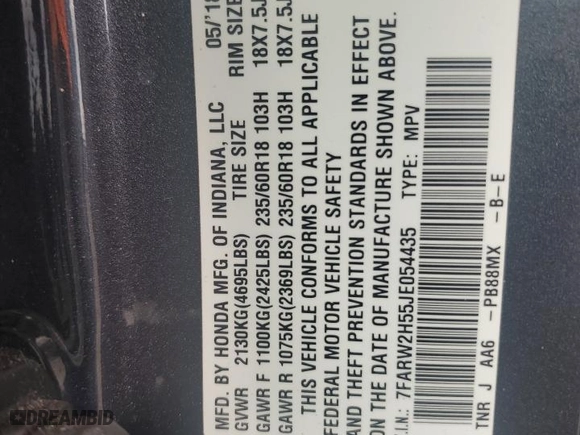 MFD. BY HONDA MFG. OF INDIANA, LLC 05/'18
GVWR 2130KG(4695LBS) TIRE SIZE RIM SIZE
GAWR F 1100KG(2425LBS) 235/60R18 103H 18X7.5J
GAWR R 1075KG(2369LBS) 235/60R18 103H 18X7.5J
THIS VEHICLE CONFORMS TO ALL APPLICABLE
FEDERAL MOTOR VEHICLE SAFETY
AND THEFT PREVENTION STANDARDS IN EFFECT
ON THE DATE OF MANUFACTURE SHOWN ABOVE.
V.I.N.: 7FARW2H55JE054435 TYPE: MPV
TNR J AA6 -PB88MX -B-E
DREAMBID